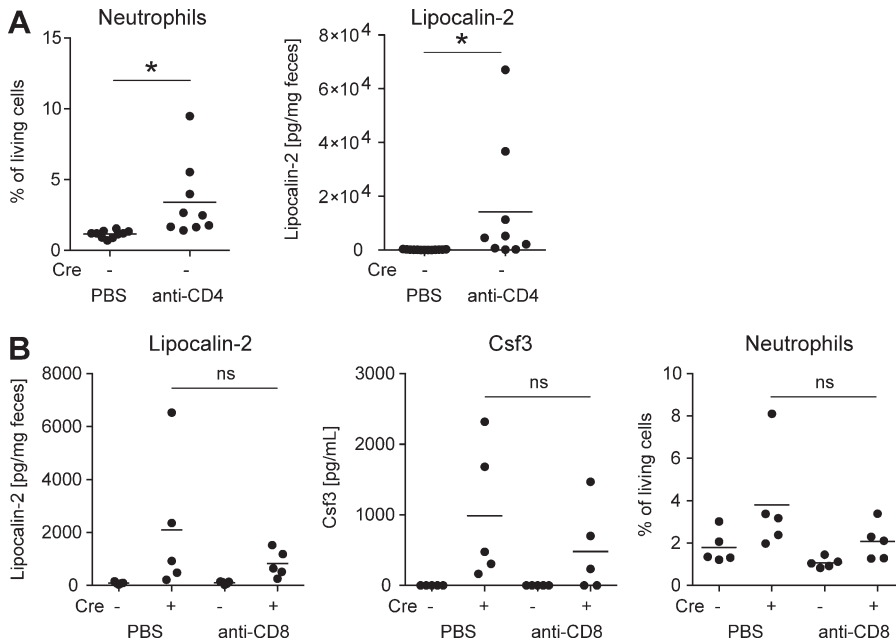 A
Neutrophils
% of living cells
15
10
5
0
*
Cre - -
PBS anti-CD4
Lipocalin-2
Lipocalin-2 [pg/mg feces]
8×10⁴
6×10⁴
4×10⁴
2×10⁴
0
*
Cre - -
PBS anti-CD4
B
Lipocalin-2
Lipocalin-2 [pg/mg feces]
8000
6000
4000
2000
0
ns
Cre - + - +
PBS anti-CD8
Csf3
Csf3 [pg/mL]
3000
2000
1000
0
ns
Cre - + - +
PBS anti-CD8
Neutrophils
% of living cells
10
8
6
4
2
0
ns
Cre - + - +
PBS anti-CD8